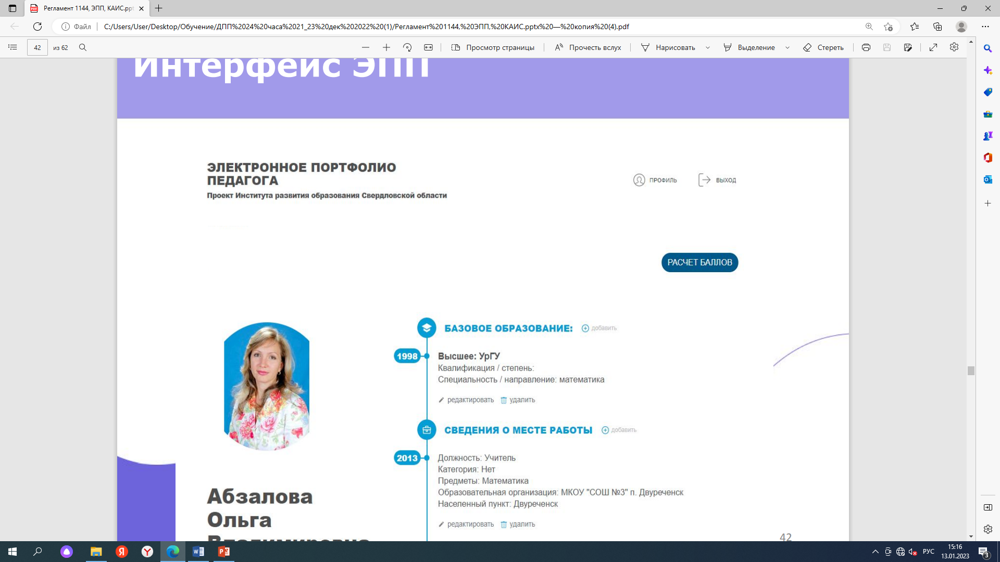 Регламент 1144, ЭПП, КАИС.ppt
Файл
C:/Users/User/Desktop/Обучение/ДПП%2024%20часа%2021_23%20дек%202022%20(1)/Регламент%201144,%20ЭПП,%20КАИС.pptx%20—%20копия%20(4).pdf
42 из 62
Просмотр страницы
Прочесть вслух
Нарисовать
Выделение
Стереть
Интерфейс ЭПП
ЭЛЕКТРОННОЕ ПОРТФОЛИО
ПЕДАГОГА
Проект Института развития образования Свердловской области
ПРОФИЛЬ
ВЫХОД
РАСЧЕТ БАЛЛОВ
БАЗОВОЕ ОБРАЗОВАНИЕ: добавить
1998
Высшее: УрГУ
Квалификация / степень:
Специальность / направление: математика
редактировать удалить
СВЕДЕНИЯ О МЕСТЕ РАБОТЫ добавить
2013
Должность: Учитель
Категория: Нет
Предметы: Математика
Образовательная организация: МКОУ "СОШ №3" п. Двуреченск
Населенный пункт: Двуреченск
редактировать удалить
Абзалова
Ольга
Владимировна
42
РУС
15:16
13.01.2023
3